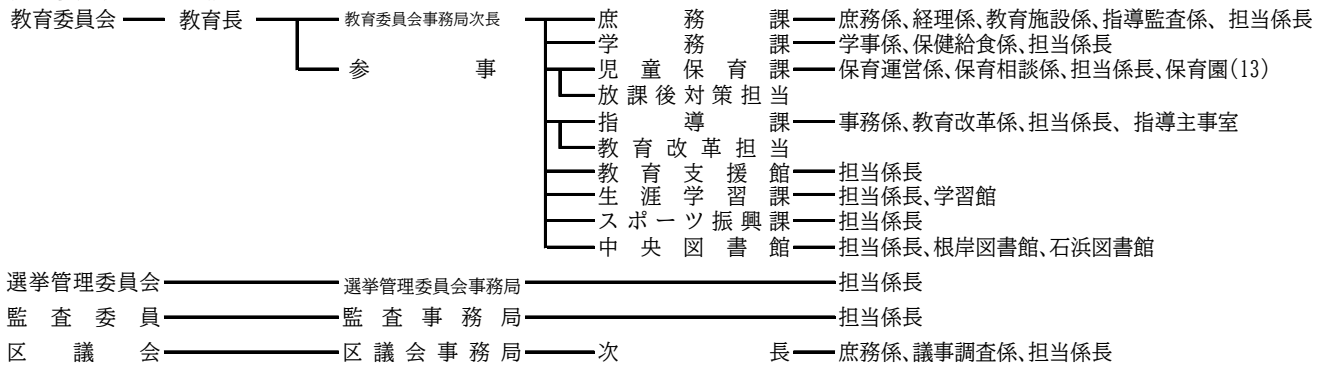 教育委員会 教育長 教育委員会事務局次長 庶務課 庶務係、経理係、教育施設係、指導監査係、担当係長
学務課 学事係、保健給食係、担当係長
参事 児童保育課 保育運営係、保育相談係、担当係長、保育園(13)
放課後対策担当
指導課 事務係、教育改革係、担当係長、指導主事室
教育改革担当
教育支援館 担当係長
生涯学習課 担当係長、学習館
スポーツ振興課 担当係長
中央図書館 担当係長、根岸図書館、石浜図書館
選挙管理委員会 選挙管理委員会事務局 担当係長
監査委員 監査事務局 担当係長
区議会 区議会事務局 次長 庶務係、議事調査係、担当係長